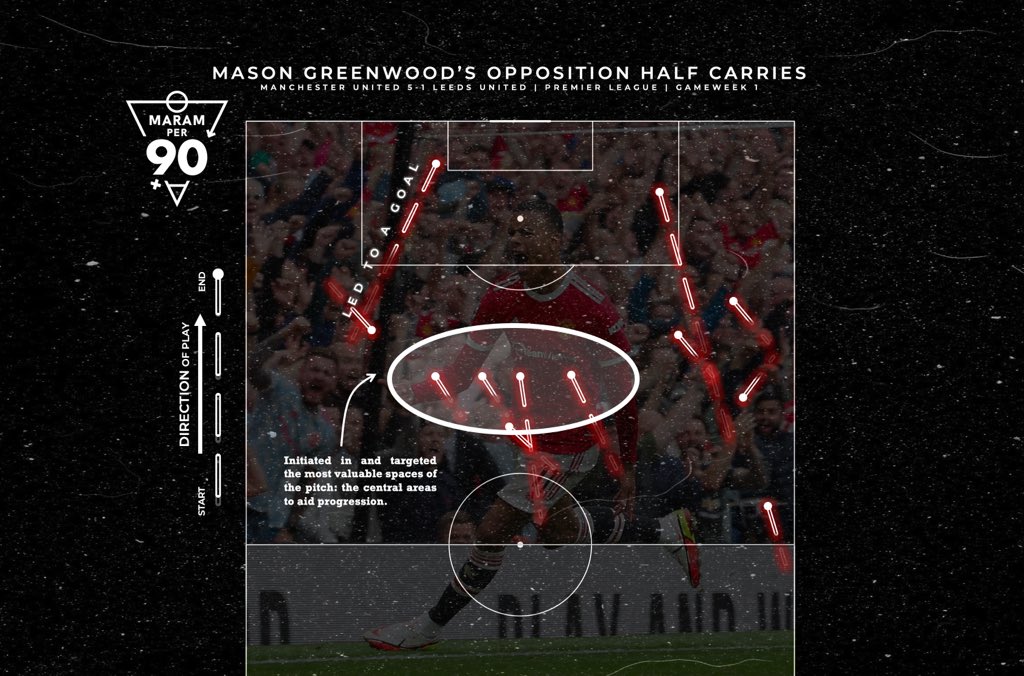 MASON GREENWOOD'S OPPOSITION HALF CARRIES
MANCHESTER UNITED 5-1 LEEDS UNITED | PREMIER LEAGUE | GAMEWEEK 1
MARAM
PER
90
+
LED TO A GOAL
END
DIRECTION OF PLAY
START
Initiated in and targeted
the most valuable spaces of
the pitch: the central areas
to aid progression.
PLAY AND W